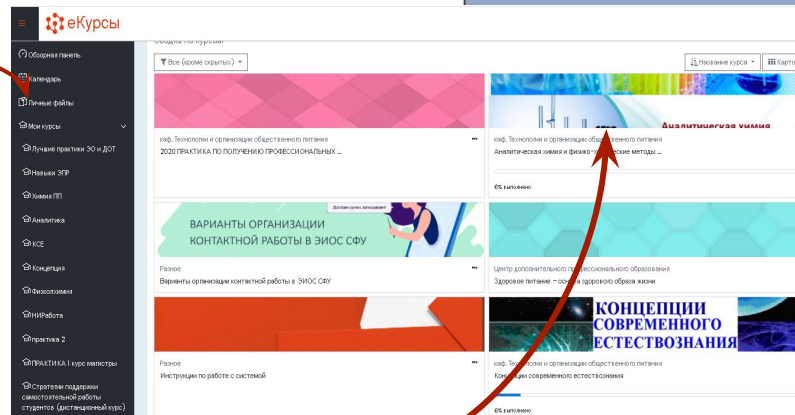 еКурсы
Обзорная панель
Календарь
Личные файлы
Мои курсы
Лучшие практики ЭО и ДОТ
Навыки ЭПР
Химия ПП
Аналитика
КСЕ
Концепция
Физколхимия
НИРабота
практика 2
ПРАКТИКА 1 курс магистры
Стратегии поддержки
самостоятельной работы
студентов (дистанционный курс)
Сводка по курсам
Все (кроме скрытых)
Название курса
Карто
каф. Технологии и организации общественного питания
2020 ПРАКТИКА ПО ПОЛУЧЕНИЮ ПРОФЕССИОНАЛЬНЫХ ...
Аналитическая химия
каф. Технологии и организации общественного питания
Аналитическая химия и физико-химические методы ...
0% выполнено
ВАРИАНТЫ ОРГАНИЗАЦИИ
КОНТАКТНОЙ РАБОТЫ В ЭИОС СФУ
Разное
Варианты организации контактной работы в ЭИОС СФУ
Центр дополнительного профессионального образования
Здоровое питание – основа здорового образа жизни
Разное
Инструкции по работе с системой
КОНЦЕПЦИИ
СОВРЕМЕННОГО
ЕСТЕСТВОЗНАНИЯ
каф. Технологии и организации общественного питания
Концепции современного естествознания
6% выполнено